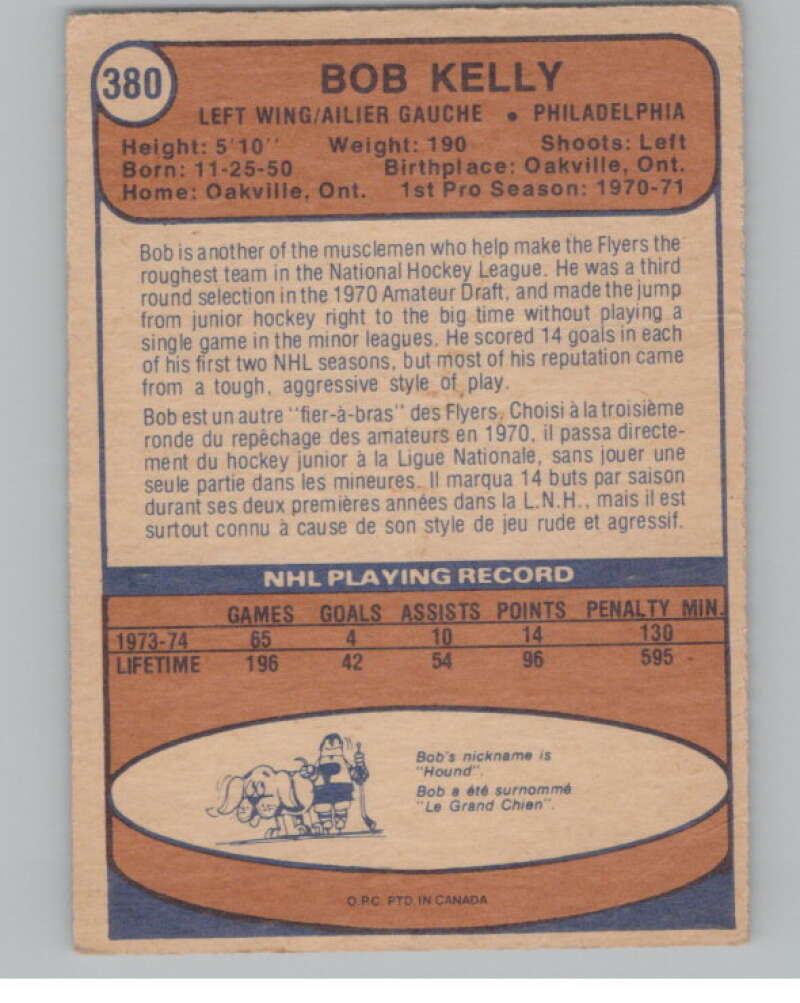 380
BOB KELLY
LEFT WING/AILIER GAUCHE • PHILADELPHIA
Height: 5'10'' Weight: 190 Shoots: Left
Born: 11-25-50 Birthplace: Oakville, Ont.
Home: Oakville, Ont. 1st Pro Season: 1970-71
Bob is another of the musclemen who help make the Flyers the
roughest team in the National Hockey League. He was a third
round selection in the 1970 Amateur Draft, and made the jump
from junior hockey right to the big time without playing a
single game in the minor leagues. He scored 14 goals in each
of his first two NHL seasons, but most of his reputation came
from a tough, aggressive style of play.
Bob est un autre "fier-à-bras" des Flyers. Choisi à la troisième
ronde du repêchage des amateurs en 1970, il passa directe-
ment du hockey junior à la Ligue Nationale, sans jouer une
seule partie dans les mineures. Il marqua 14 buts par saison
durant ses deux premières années dans la L.N.H., mais il est
surtout connu à cause de son style de jeu rude et agressif.
NHL PLAYING RECORD
GAMES GOALS ASSISTS POINTS PENALTY MIN.
1973-74 65 4 10 14 130
LIFETIME 196 42 54 96 595
Bob's nickname is
"Hound".
Bob a été surnommé
"Le Grand Chien".
O.P.C. PTD. IN CANADA